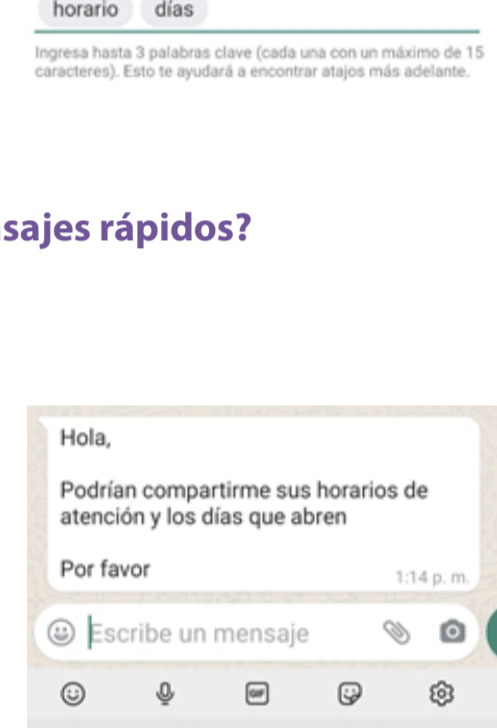 horario días
Ingresa hasta 3 palabras clave (cada una con un máximo de 15
caracteres). Esto te ayudará a encontrar atajos más adelante.
sajes rápidos?
Hola,
Podrían compartirme sus horarios de
atención y los días que abren
Por favor
1:14 p. m.
Escribe un mensaje
GIF